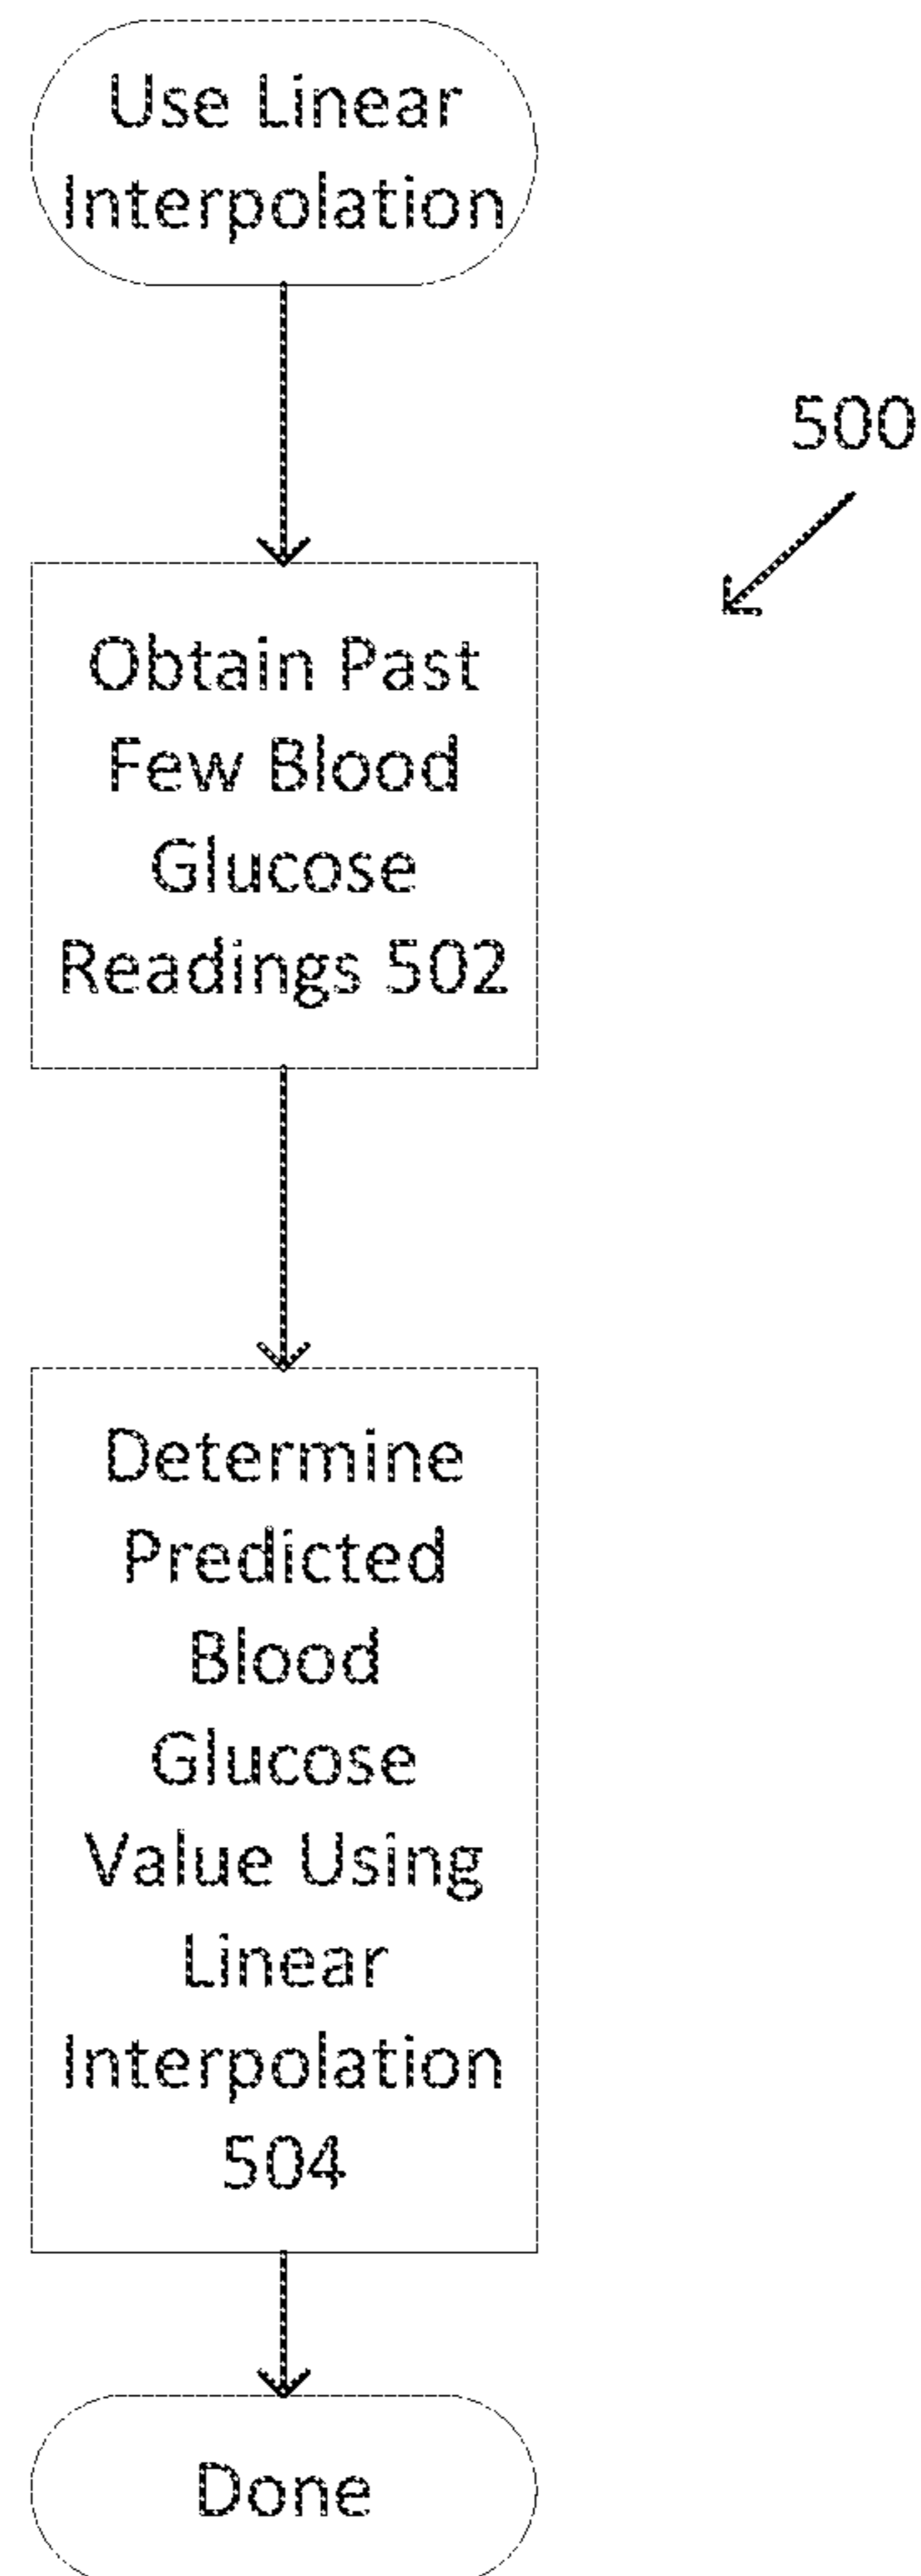 Use Linear
Interpolation
500
Obtain Past
Few Blood
Glucose
Readings 502
Determine
Predicted
Blood
Glucose
Value Using
Linear
Interpolation
504
Done